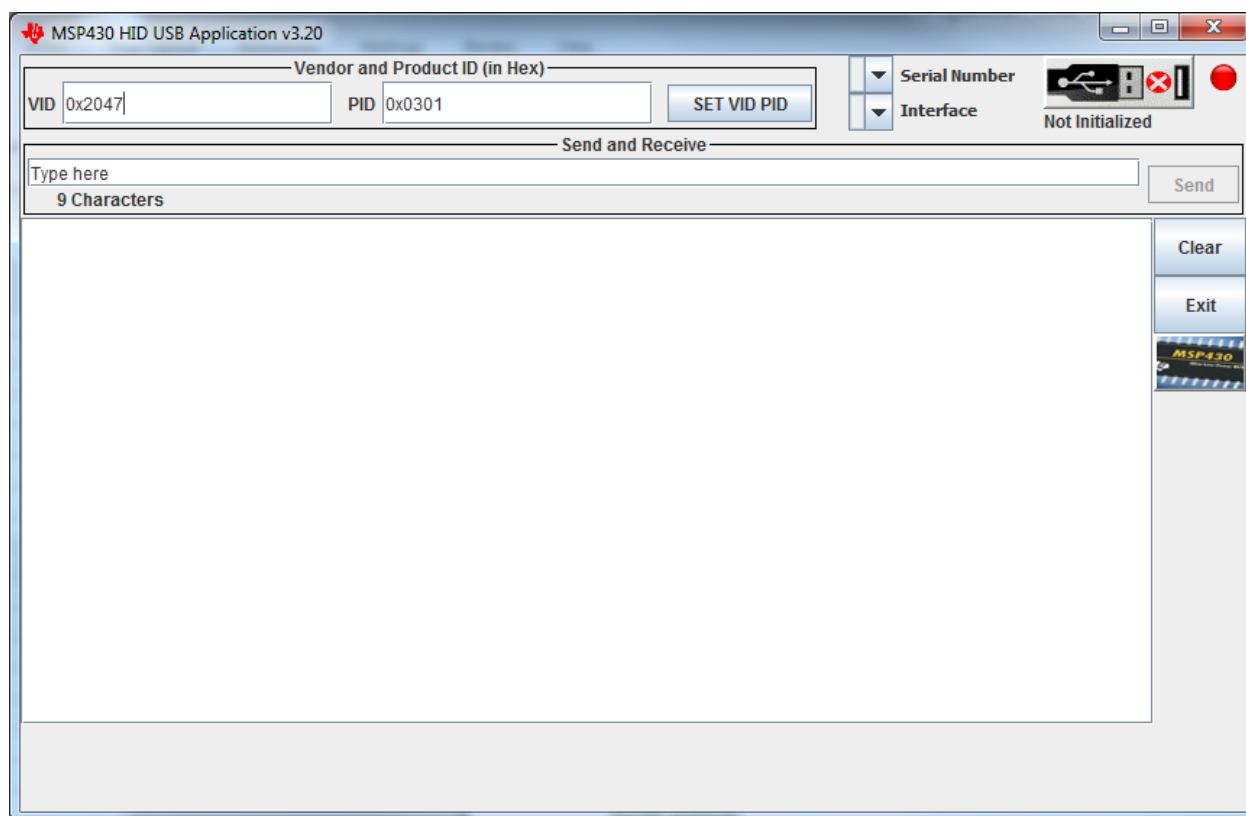 MSP430 HID USB Application v3.20
Vendor and Product ID (in Hex)
VID 0x2047 PID 0x0301 SET VID PID
Serial Number
Interface
Not Initialized
Send and Receive
Type here
Send
9 Characters
Clear
Exit
MSP430